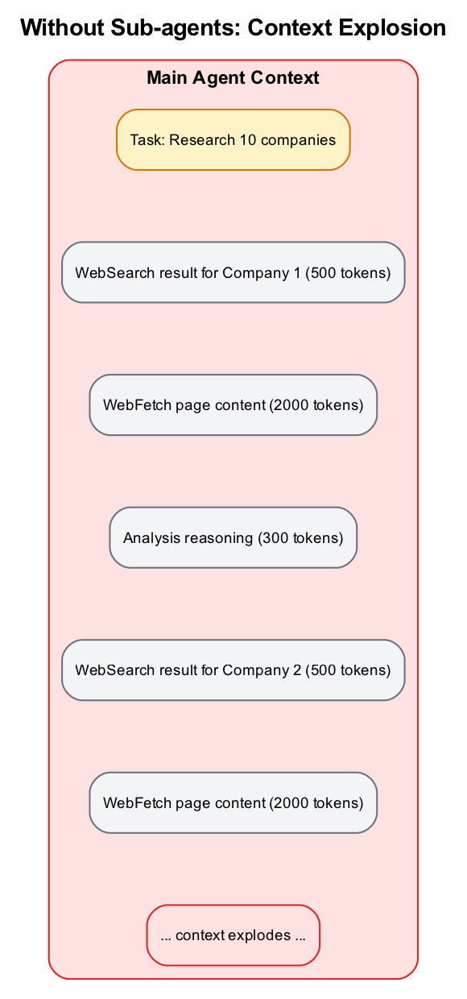 Without Sub-agents: Context Explosion
Main Agent Context
Task: Research 10 companies
WebSearch result for Company 1 (500 tokens)
WebFetch page content (2000 tokens)
Analysis reasoning (300 tokens)
WebSearch result for Company 2 (500 tokens)
WebFetch page content (2000 tokens)
... context explodes ...